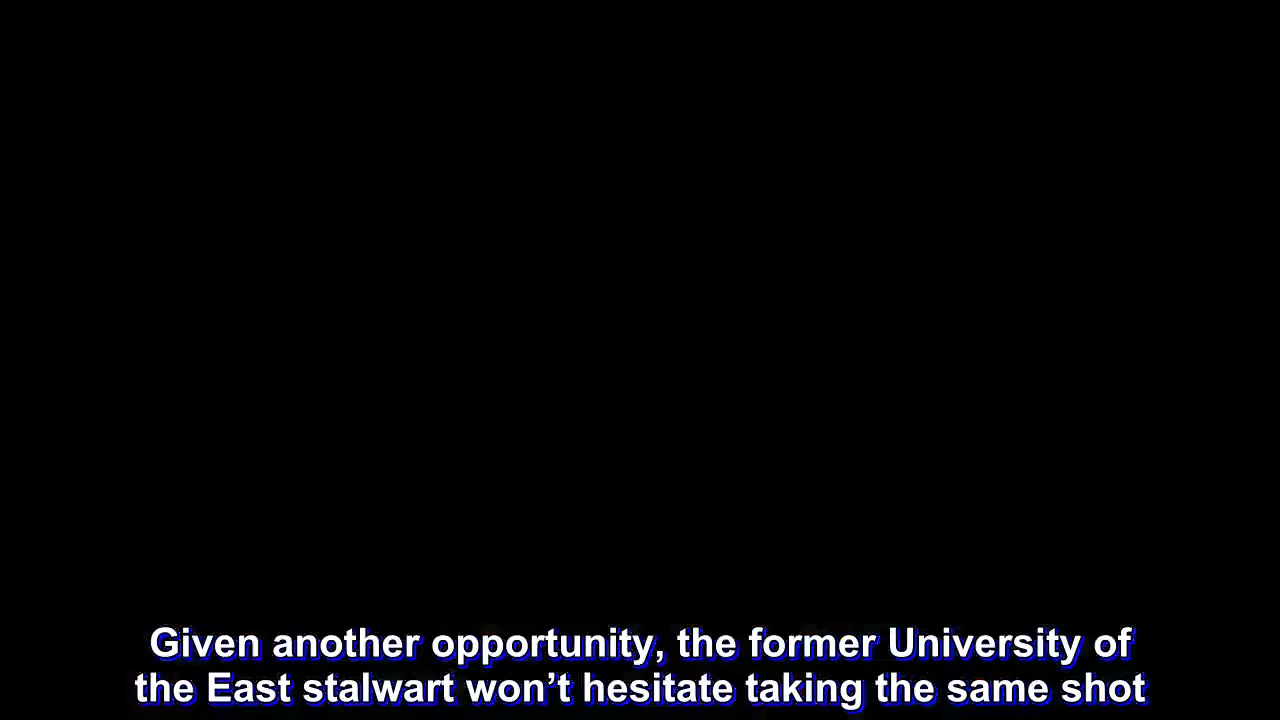 Given another opportunity, the former University of
the East stalwart won’t hesitate taking the same shot